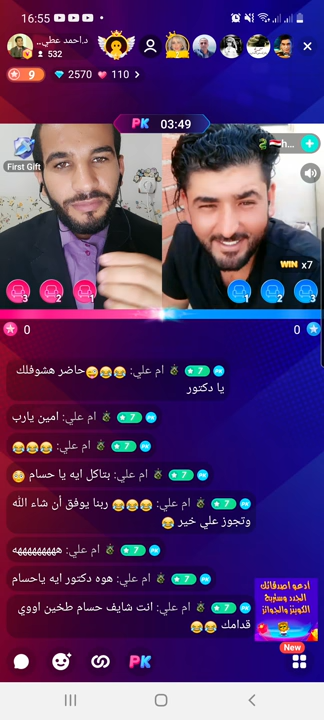 16:55
د.احمد عطي...
532
9
2570
110 >
PK 03:49
First Gift
h...
WIN x7
3 2 1
1 2 3
0
0
ام علي: 😂😂😜حاضر هشوفلك
يا دكتور
ام علي: امين يارب
ام علي: 😂😂😂
ام علي: بتاكل ايه يا حسام 😳
ام علي: 😂😂😂 ربنا يوفق أن شاء الله
وتجوز علي خير 😂
ام علي: هههههههههه
ام علي: هوه دكتور ايه ياحسام
ام علي: انت شايف حسام طخين اووي
قدامك 😂😂
ادعو اصدقائك
الجدد وستربح
الكوينز والجوائز
New
PK